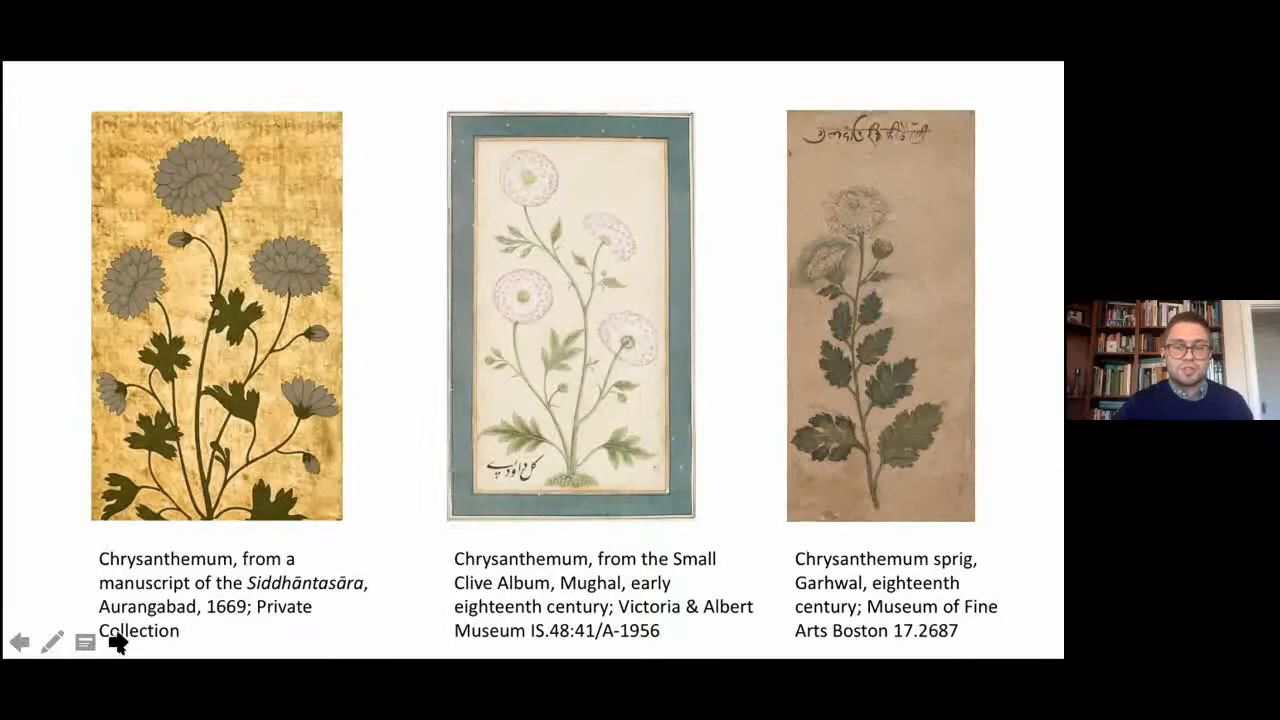 گل داؤدی
Chrysanthemum, from a
manuscript of the Siddhāntasāra,
Aurangabad, 1669; Private
Collection
Chrysanthemum, from the Small
Clive Album, Mughal, early
eighteenth century; Victoria & Albert
Museum IS.48:41/A-1956
Chrysanthemum sprig,
Garhwal, eighteenth
century; Museum of Fine
Arts Boston 17.2687